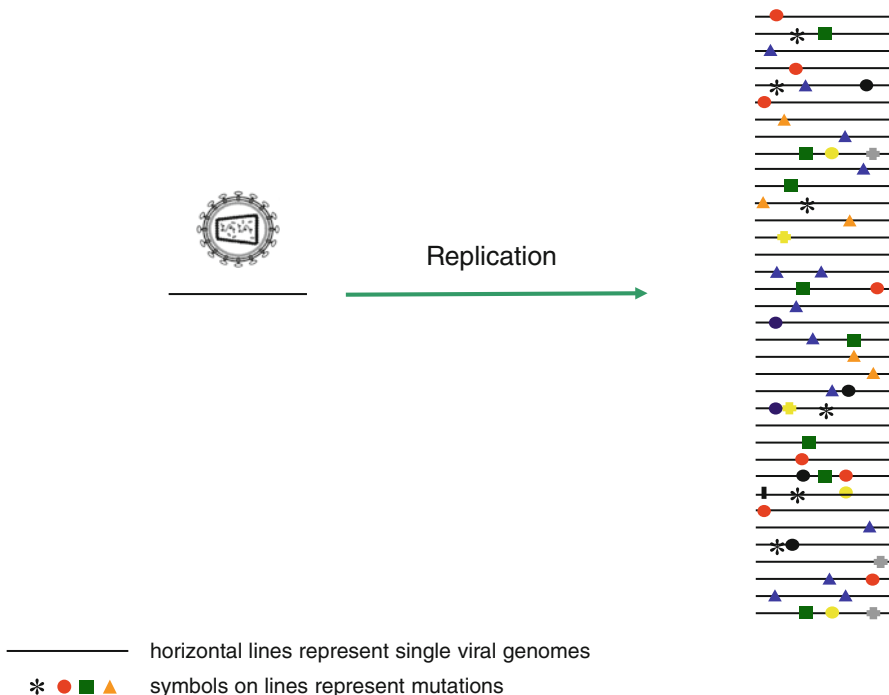 Replication
horizontal lines represent single viral genomes
symbols on lines represent mutations